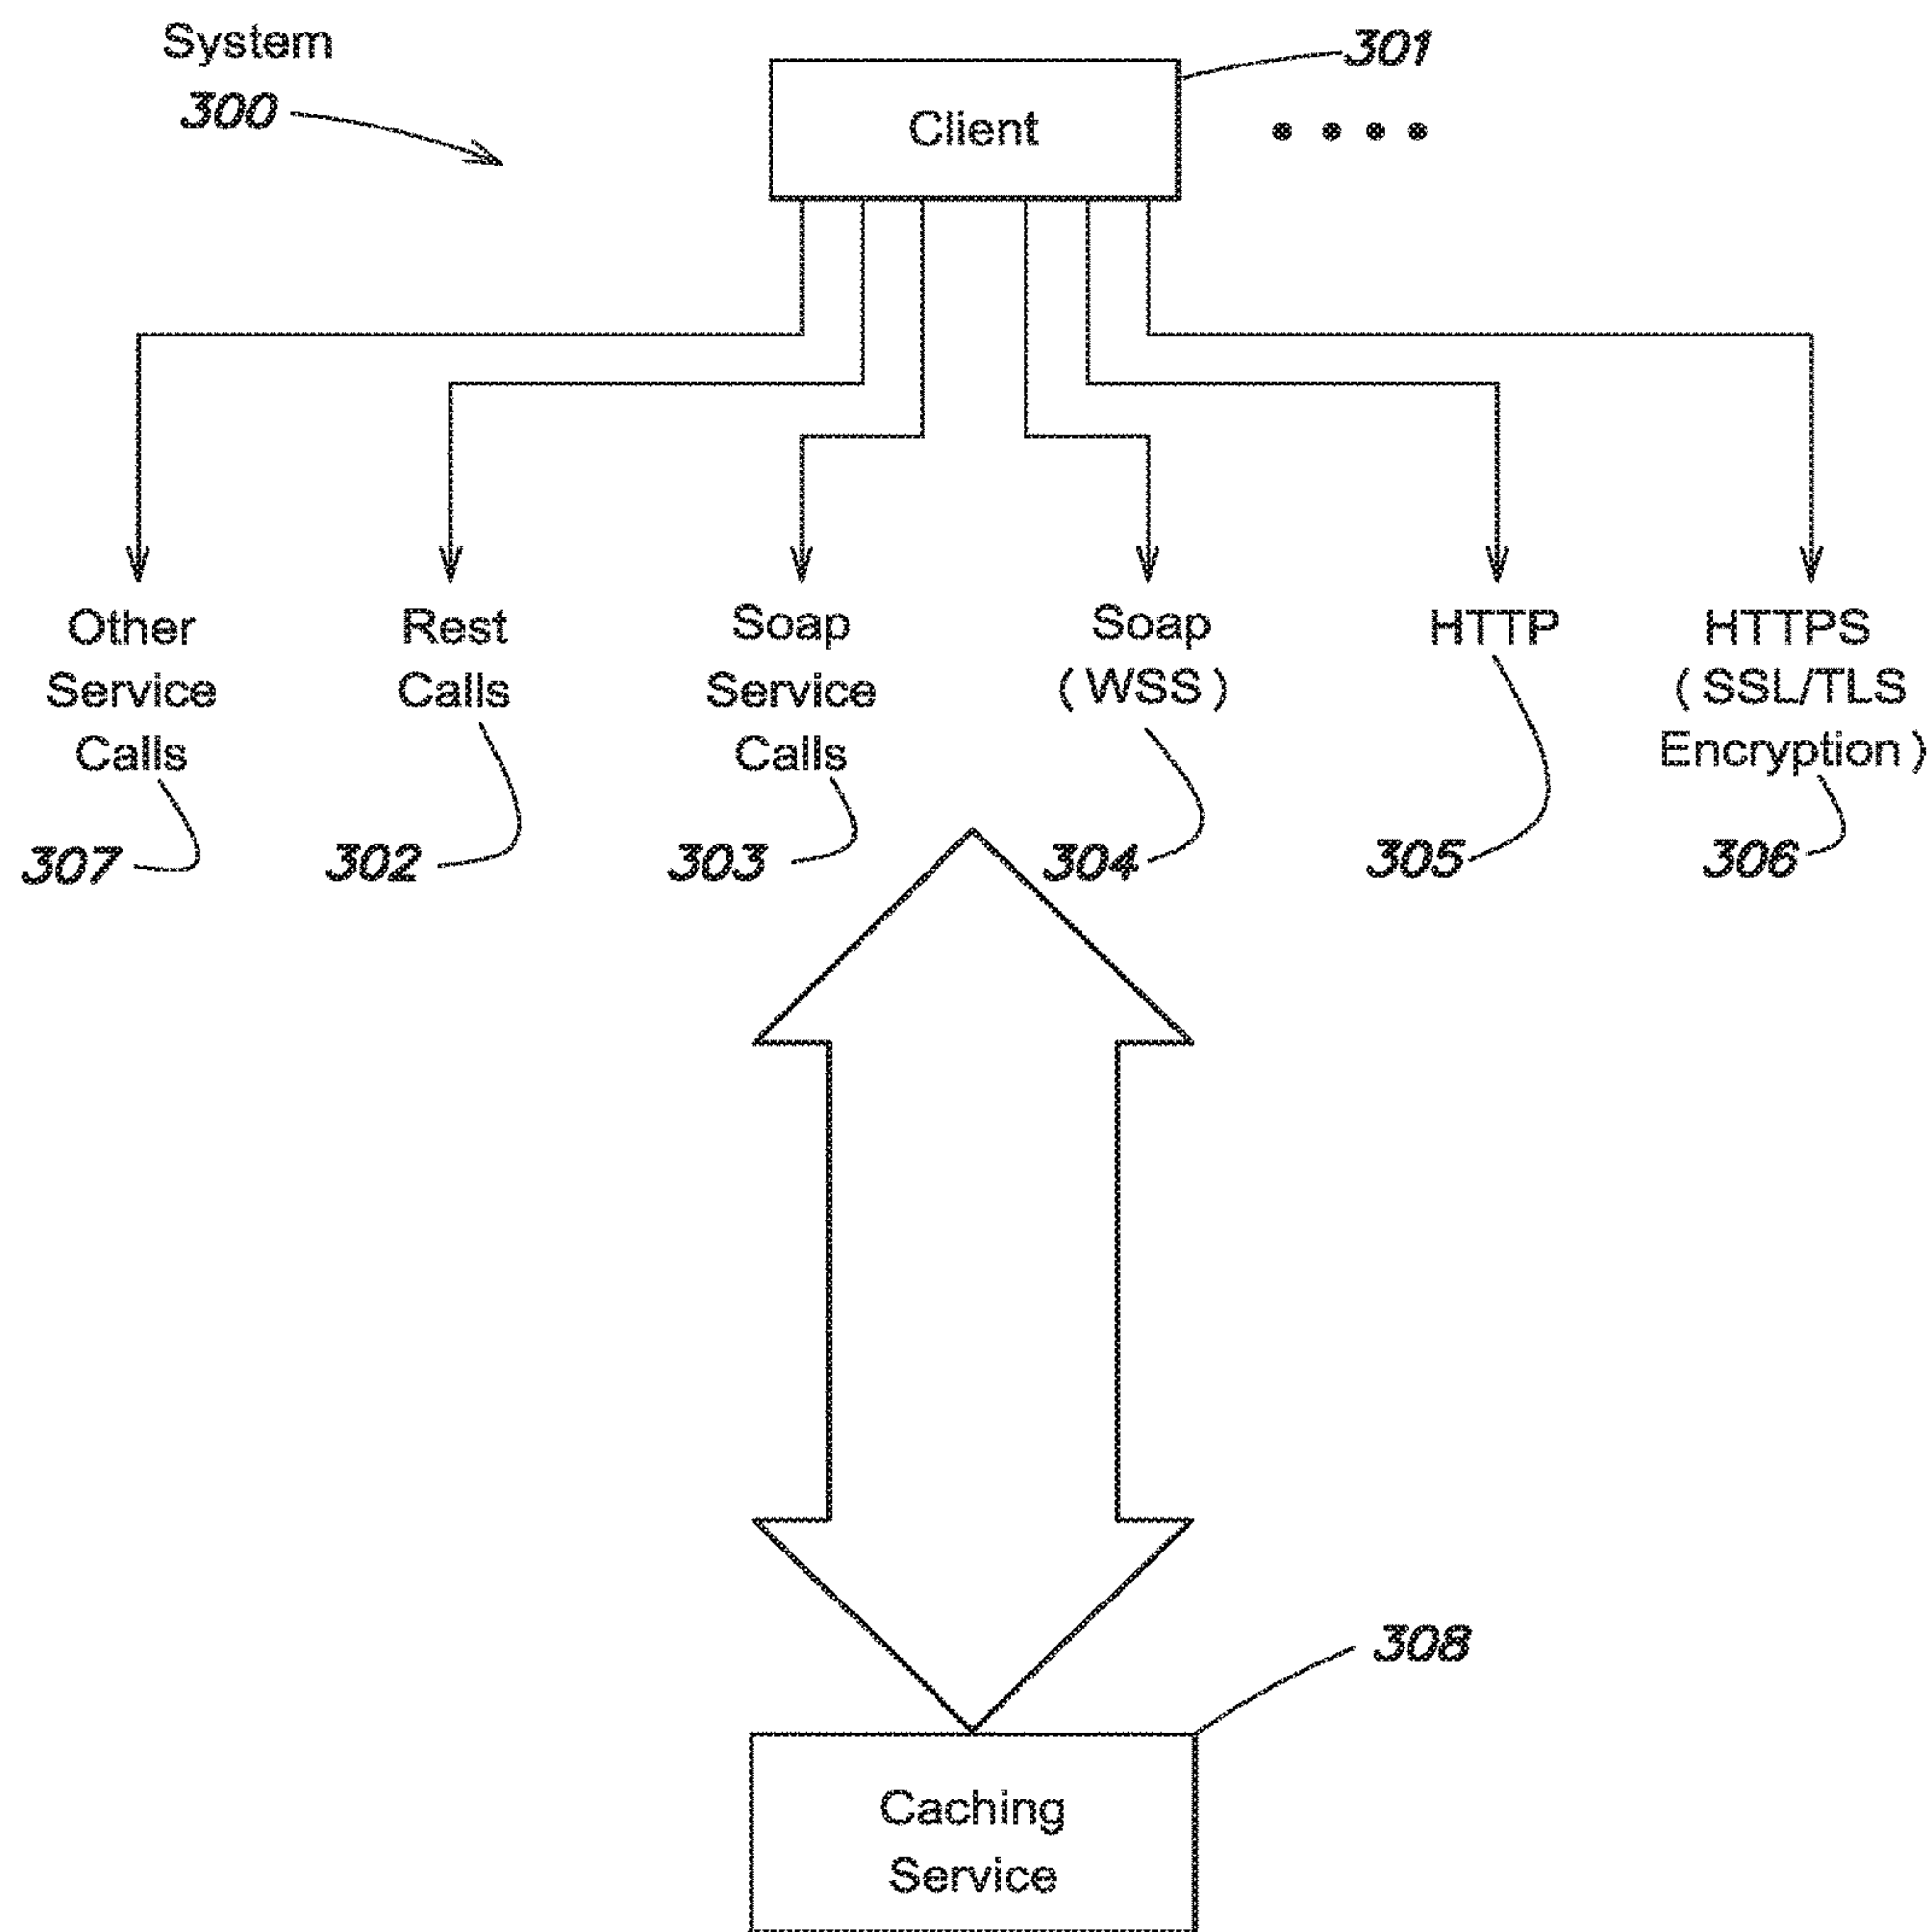 System
300
301
Client
Other
Service
Calls
307
Rest
Calls
302
Soap
Service
Calls
303
Soap
( WSS )
304
HTTP
305
HTTPS
( SSL/TLS
Encryption )
306
308
Caching
Service